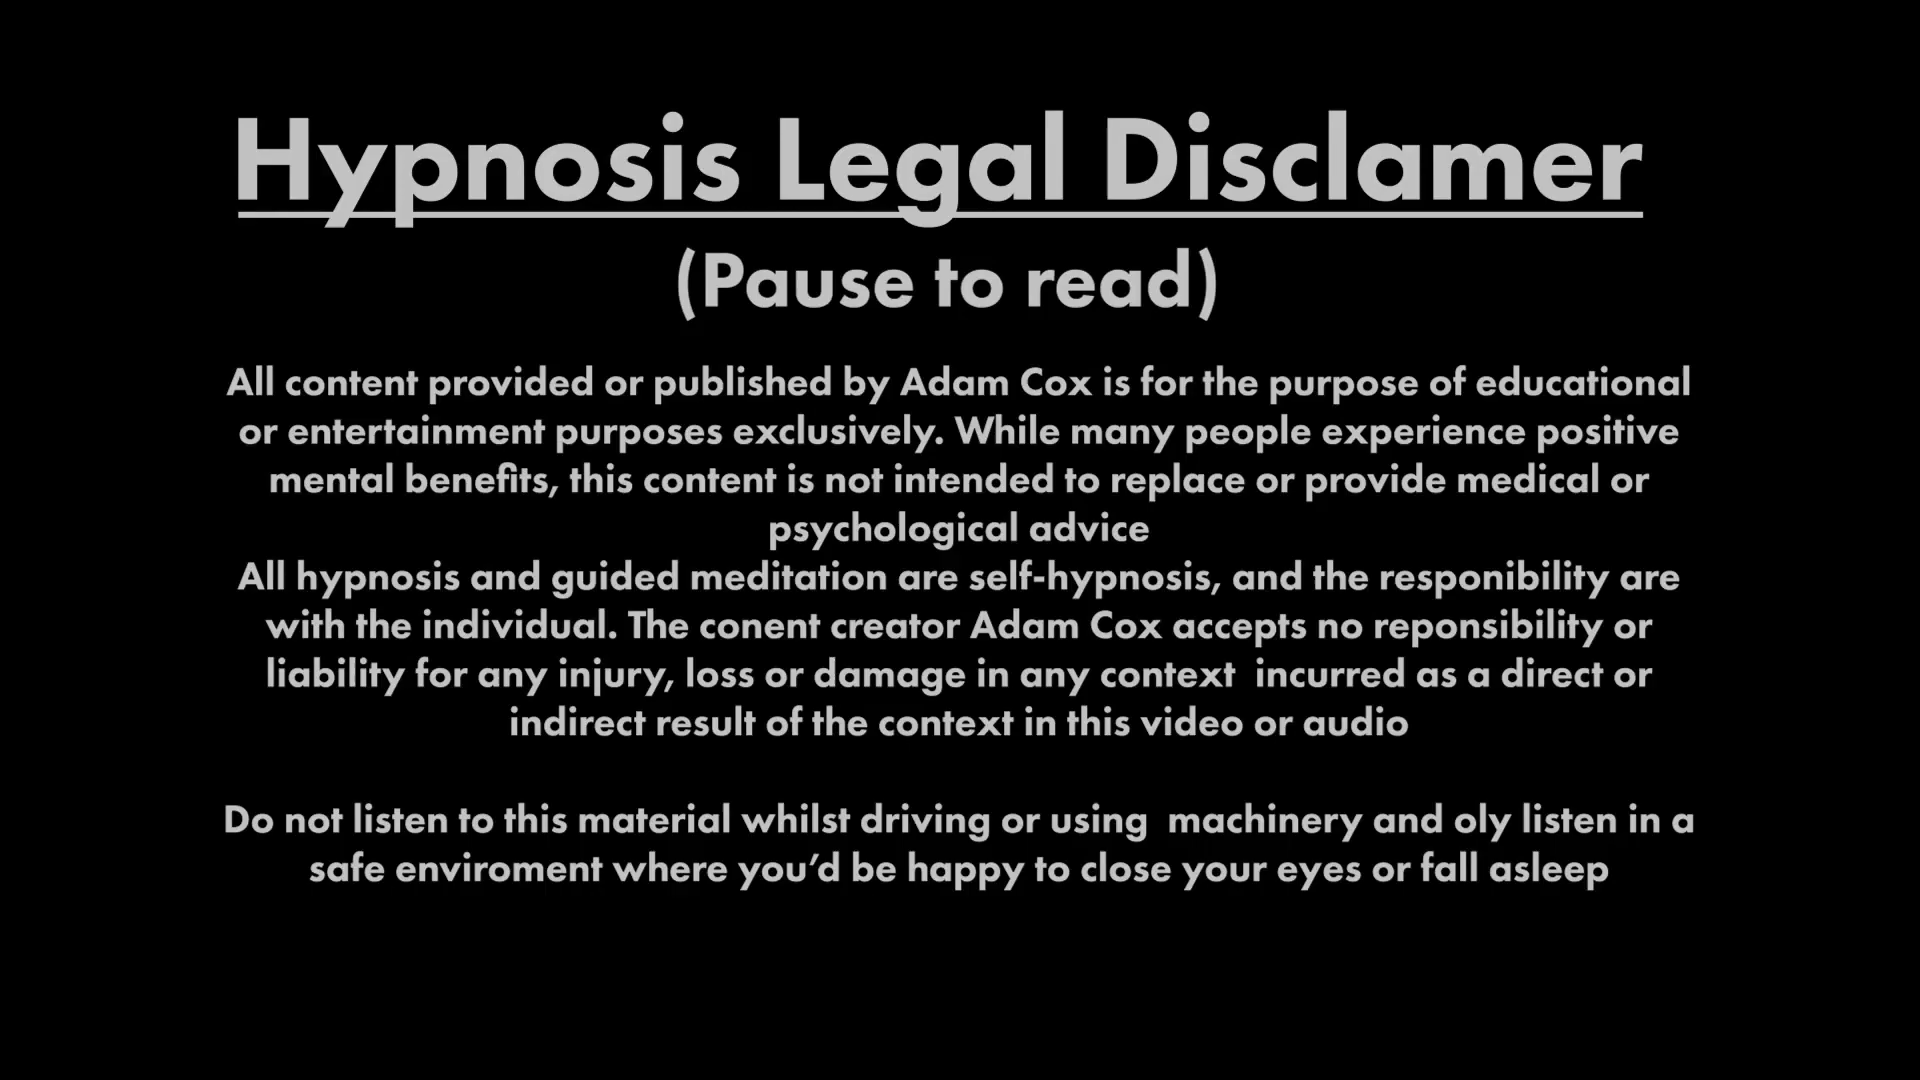 Hypnosis Legal Disclamer
(Pause to read)
All content provided or published by Adam Cox is for the purpose of educational
or entertainment purposes exclusively. While many people experience positive
mental benefits, this content is not intended to replace or provide medical or
psychological advice
All hypnosis and guided meditation are self-hypnosis, and the responibility are
with the individual. The conent creator Adam Cox accepts no reponsibility or
liability for any injury, loss or damage in any context  incurred as a direct or
indirect result of the context in this video or audio
Do not listen to this material whilst driving or using  machinery and oly listen in a
safe enviroment where you’d be happy to close your eyes or fall asleep